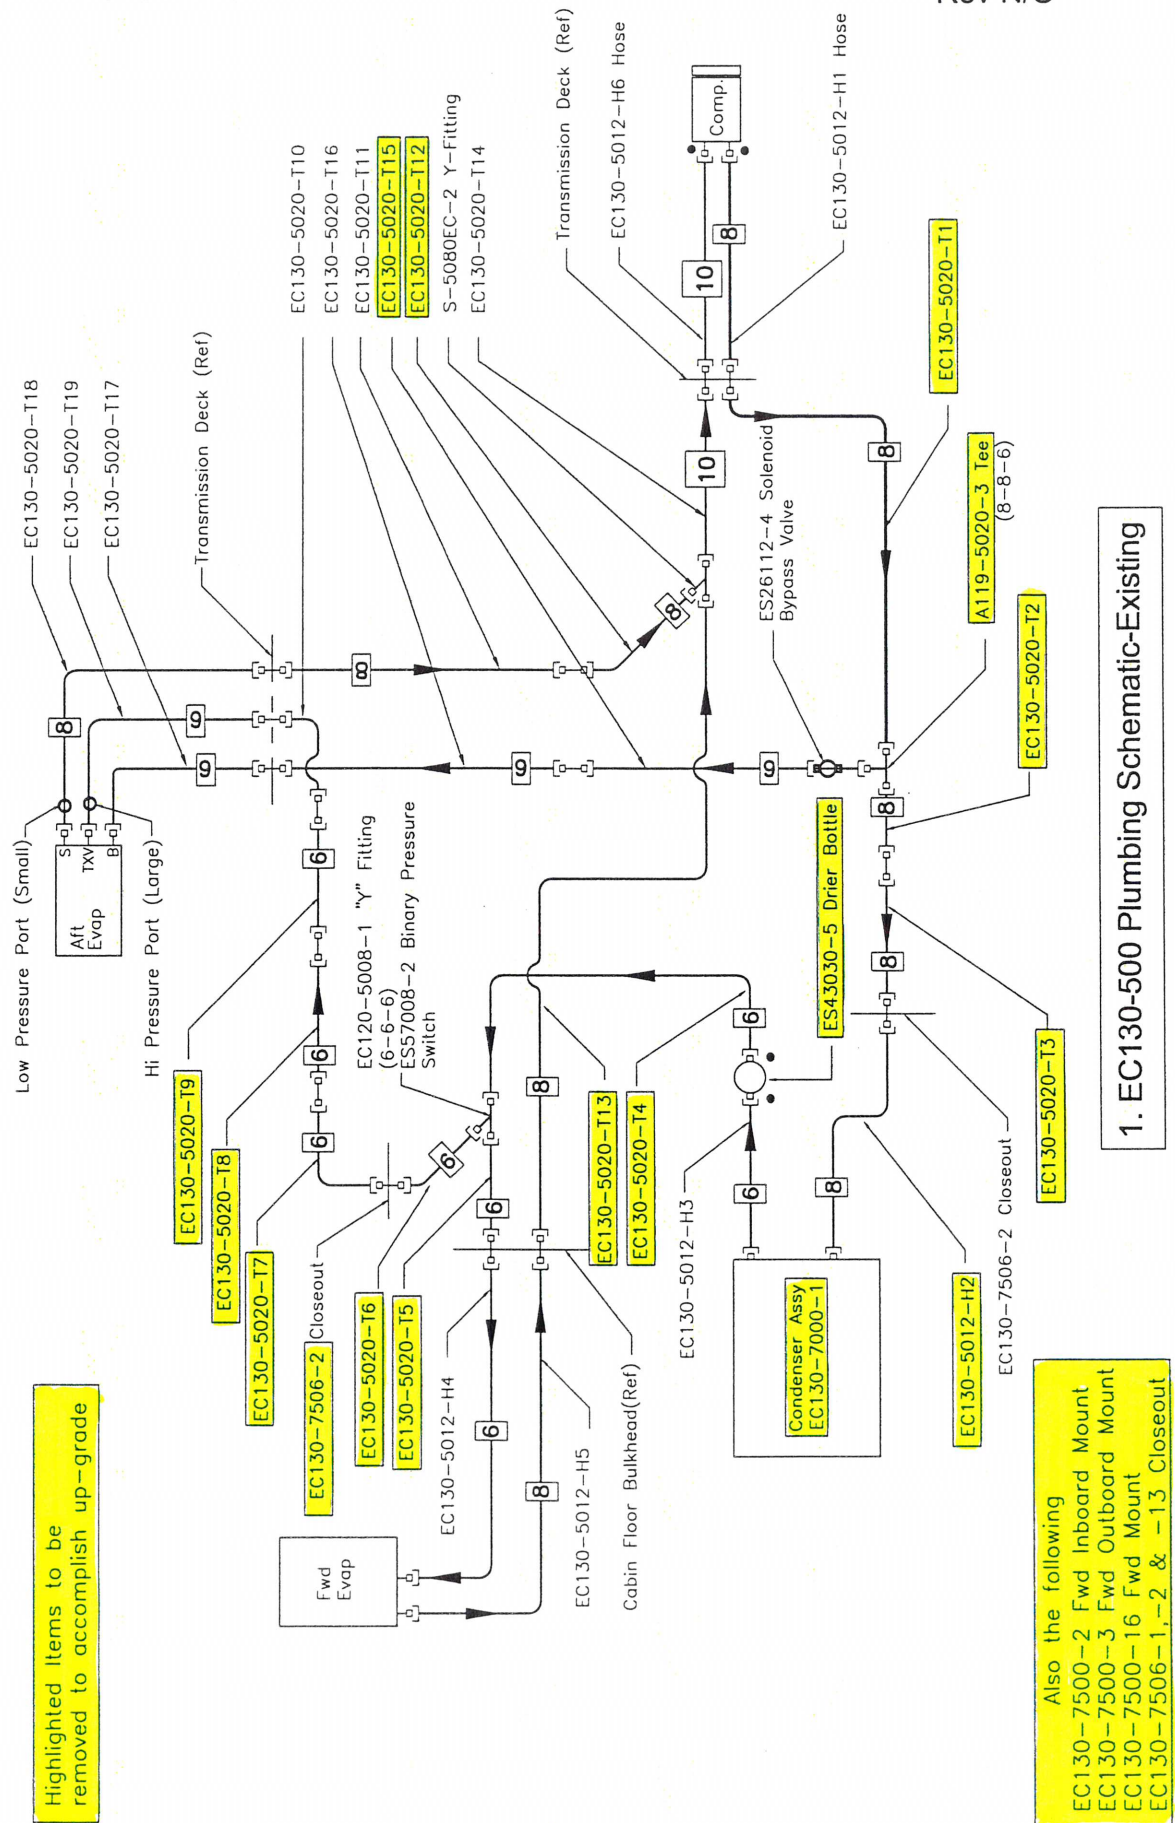 Rev N/C
Highlighted Items to be
removed to accomplish up-grade
Low Pressure Port (Small)
Hi Pressure Port (Large)
Aft
Evap
S
TXV
B
EC130-5020-T18
EC130-5020-T19
EC130-5020-T17
Transmission Deck (Ref)
8
6
6
8
6
EC130-5020-T10
EC130-5020-T16
EC130-5020-T11
EC130-5020-T15
EC130-5020-T12
S-5080EC-2 Y-Fitting
EC130-5020-T14
EC130-5020-T9
EC130-5020-T8
EC130-5020-T7
EC130-7506-2 Closeout
EC130-5020-T6
EC130-5020-T5
6
6
6
6
6
EC120-5008-1 "Y" Fitting
(6-6-6)
ES57008-2 Binary Pressure
Switch
8
10
10
8
Transmission Deck (Ref)
EC130-5012-H6 Hose
Comp.
EC130-5012-H1 Hose
Fwd
Evap
EC130-5012-H4
6
8
8
EC130-5012-H5
Cabin Floor Bulkhead(Ref)
EC130-5020-T13
EC130-5020-T4
6
ES26112-4 Solenoid
Bypass Valve
6
8
EC130-5020-T1
A119-5020-3 Tee
(8-8-6)
EC130-5020-T2
ES43030-5 Drier Bottle
EC130-5012-H3
6
6
8
8
8
Condenser Assy
EC130-7000-1
EC130-5012-H2
EC130-7506-2 Closeout
EC130-5020-T3
Also the following
EC130-7500-2 Fwd Inboard Mount
EC130-7500-3 Fwd Outboard Mount
EC130-7500-16 Fwd Mount
EC130-7506-1,-2 & -13 Closeout
1. EC130-500 Plumbing Schematic-Existing